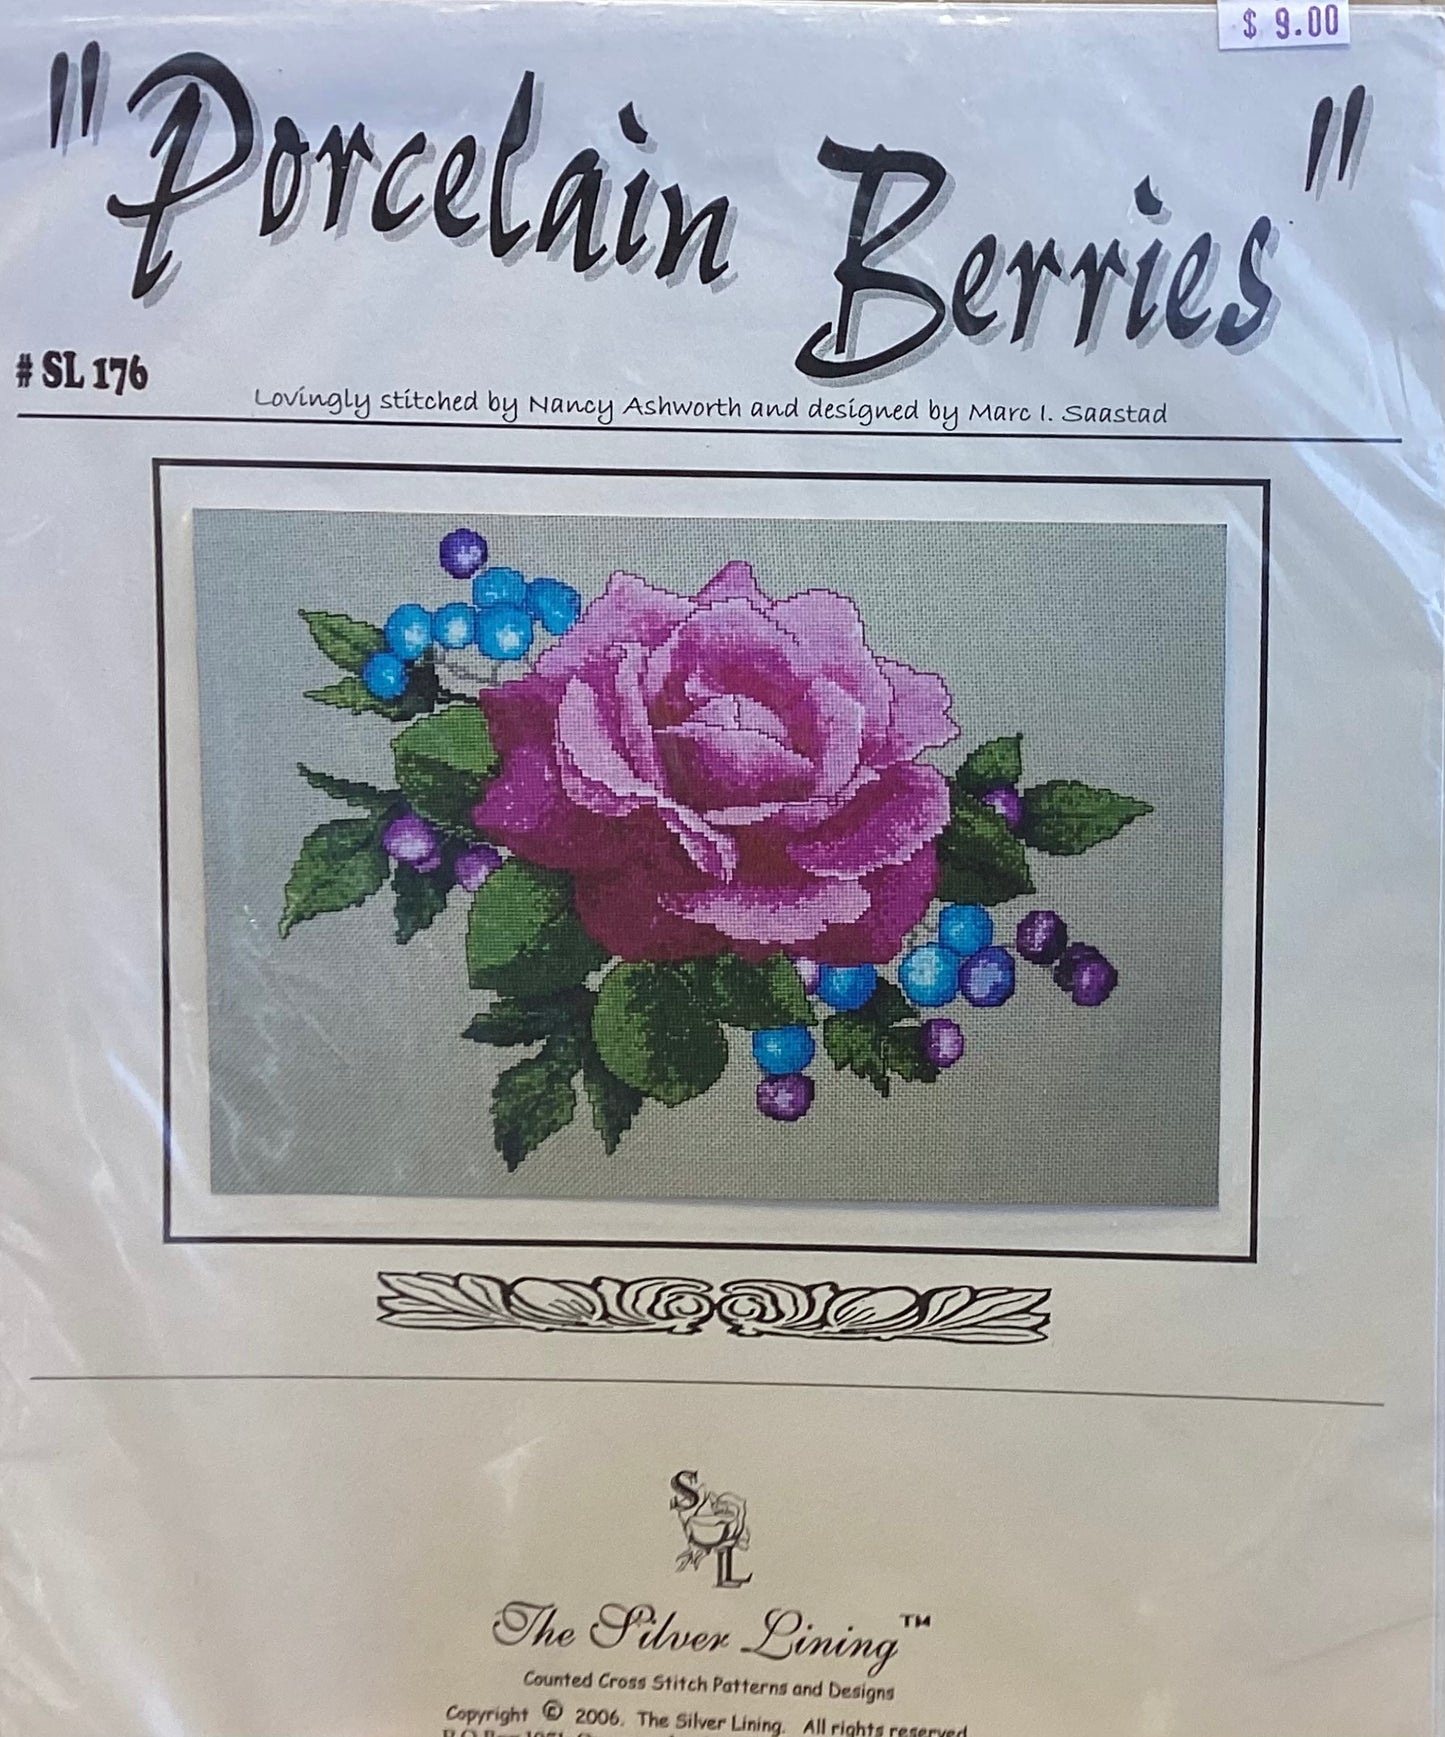 $ 9.00
"Porcelain Berries"
# SL 176
Lovingly stitched by Nancy Ashworth and designed by Marc I. Saastad
S
L
The Silver Lining™
Counted Cross Stitch Patterns and Designs
Copyright © 2006. The Silver Lining. All rights reserved